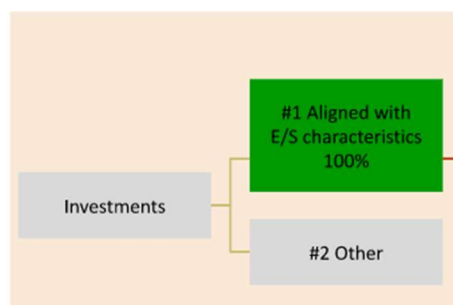 #1 Aligned with
E/S characteristics
100%
Investments
#2 Other